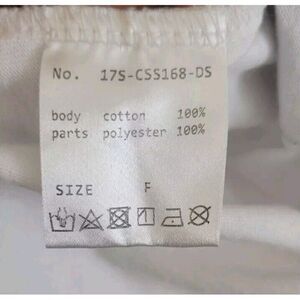 No. 17S-CSS168-DS
body cotton 100%
parts polyester 100%
SIZE F